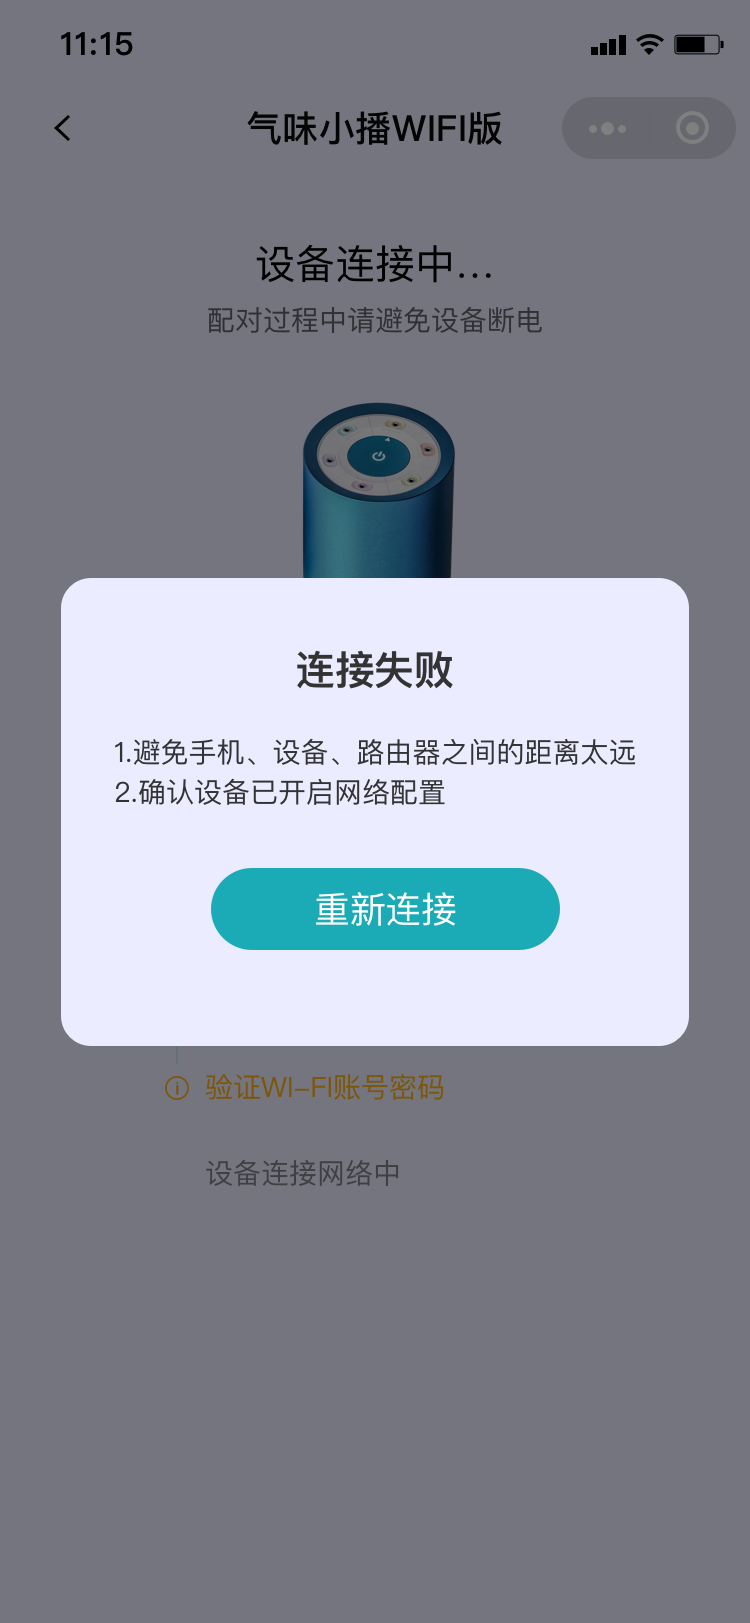 11:15
气味小播WIFI版
设备连接中...
配对过程中请避免设备断电
连接失败
1.避免手机、设备、路由器之间的距离太远
2.确认设备已开启网络配置
重新连接
验证WI-FI账号密码
设备连接网络中